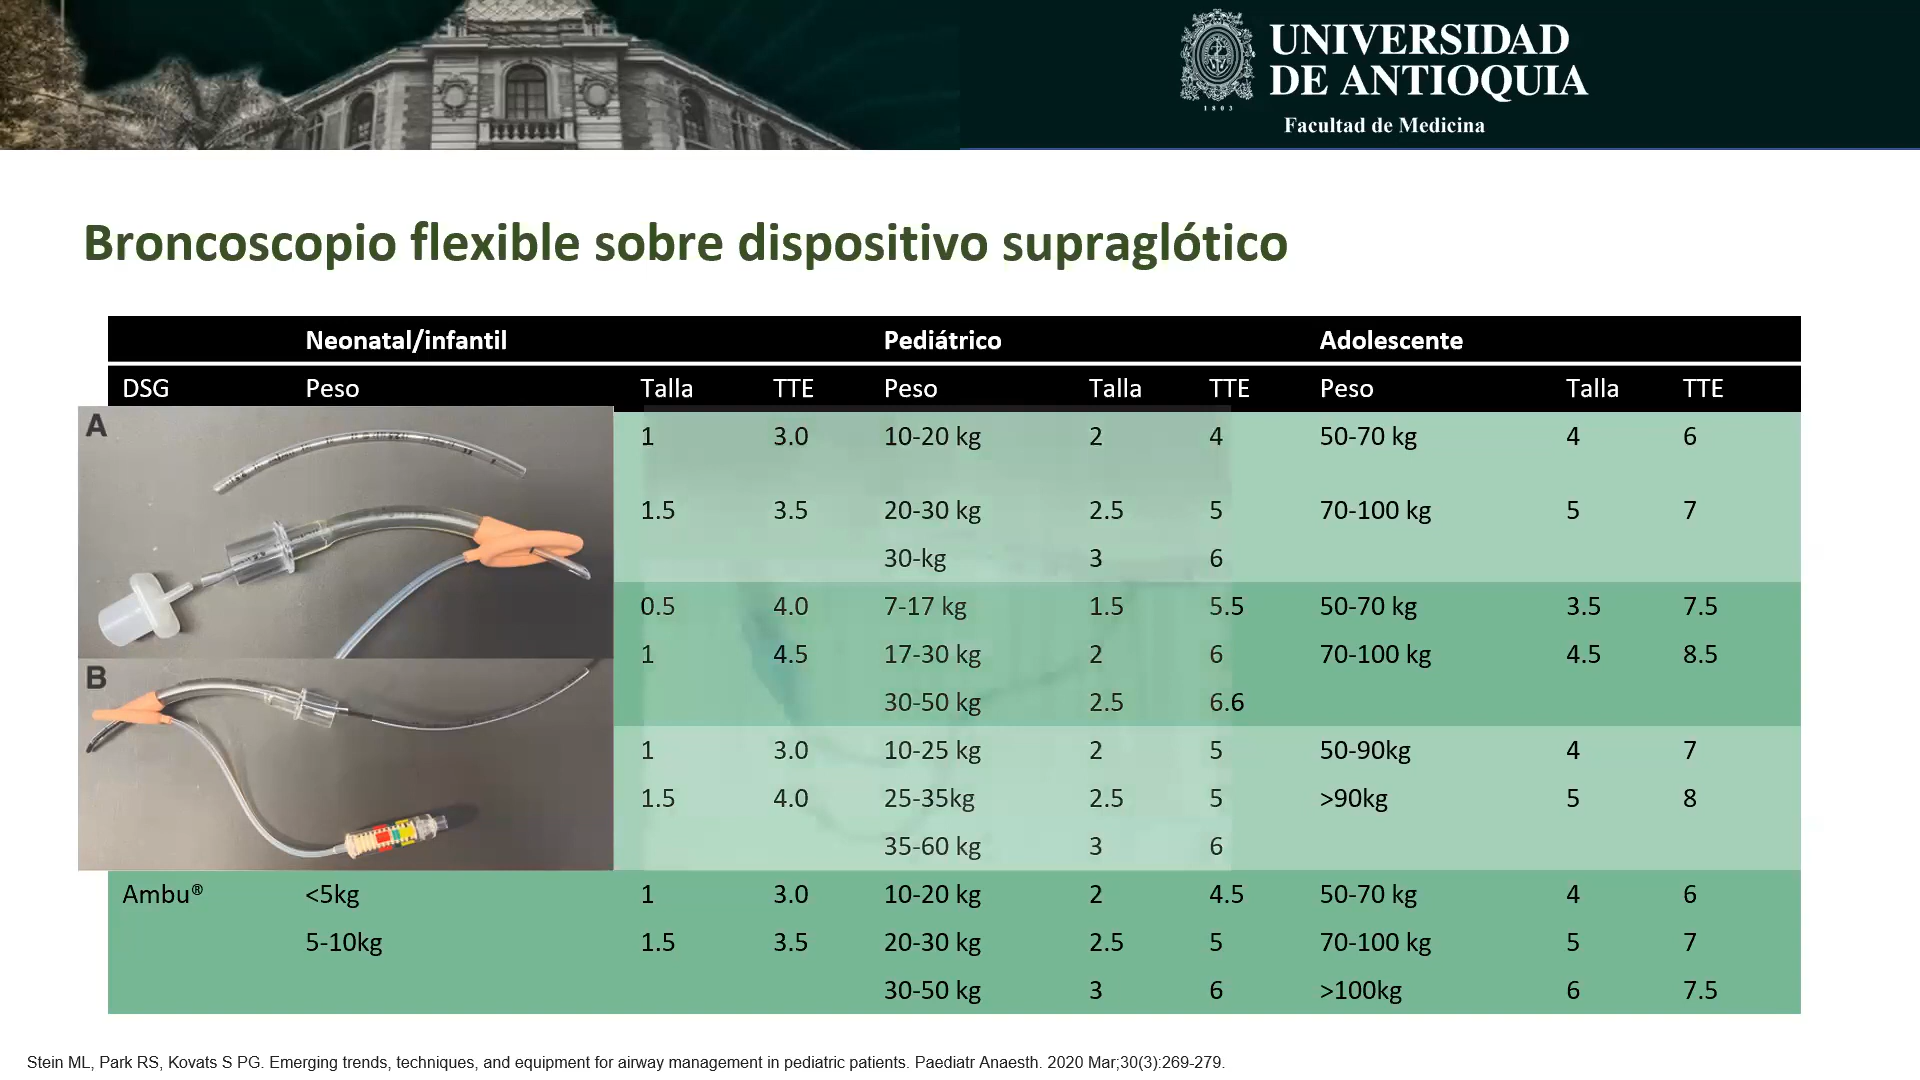 UNIVERSIDAD
DE ANTIOQUIA
1803
Facultad de Medicina
Broncoscopio flexible sobre dispositivo supraglótico
Neonatal/infantil Pediátrico Adolescente
DSG Peso Talla TTE Peso Talla TTE Peso Talla TTE
A
1 3.0 10-20 kg 2 4 50-70 kg 4 6
1.5 3.5 20-30 kg 2.5 5 70-100 kg 5 7
30-kg 3 6
0.5 4.0 7-17 kg 1.5 5.5 50-70 kg 3.5 7.5
1 4.5 17-30 kg 2 6 70-100 kg 4.5 8.5
B
30-50 kg 2.5 6.6
1 3.0 10-25 kg 2 5 50-90kg 4 7
1.5 4.0 25-35kg 2.5 5 >90kg 5 8
35-60 kg 3 6
Ambu® <5kg 1 3.0 10-20 kg 2 4.5 50-70 kg 4 6
5-10kg 1.5 3.5 20-30 kg 2.5 5 70-100 kg 5 7
30-50 kg 3 6 >100kg 6 7.5
Stein ML, Park RS, Kovats S PG. Emerging trends, techniques, and equipment for airway management in pediatric patients. Paediatr Anaesth. 2020 Mar;30(3):269-279.